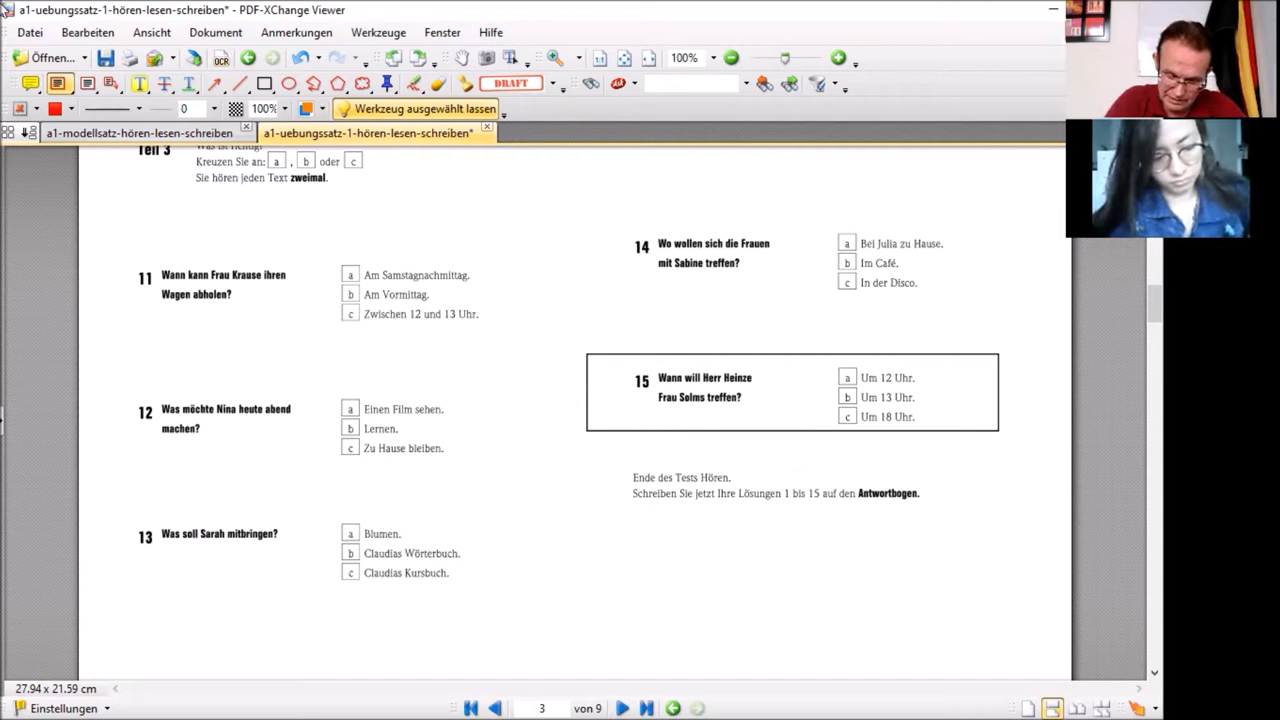 a1-uebungssatz-1-hören-lesen-schreiben* - PDF-XChange Viewer
Datei Bearbeiten Ansicht Dokument Anmerkungen Werkzeuge Fenster Hilfe
Öffnen... OCR 100%
DRAFT
0 100% Werkzeug ausgewählt lassen
a1-modellsatz-hören-lesen-schreiben a1-uebungssatz-1-hören-lesen-schreiben*
Teil 3 Was ist richtig?
Kreuzen Sie an: a , b oder c
Sie hören jeden Text zweimal.
11 Wann kann Frau Krause ihren
Wagen abholen?
a Am Samstagnachmittag.
b Am Vormittag.
c Zwischen 12 und 13 Uhr.
12 Was möchte Nina heute abend
machen?
a Einen Film sehen.
b Lernen.
c Zu Hause bleiben.
13 Was soll Sarah mitbringen?
a Blumen.
b Claudias Wörterbuch.
c Claudias Kursbuch.
14 Wo wollen sich die Frauen
mit Sabine treffen?
a Bei Julia zu Hause.
b Im Café.
c In der Disco.
15 Wann will Herr Heinze
Frau Solms treffen?
a Um 12 Uhr.
b Um 13 Uhr.
c Um 18 Uhr.
Ende des Tests Hören.
Schreiben Sie jetzt Ihre Lösungen 1 bis 15 auf den Antwortbogen.
27.94 x 21.59 cm
Einstellungen 3 von 9